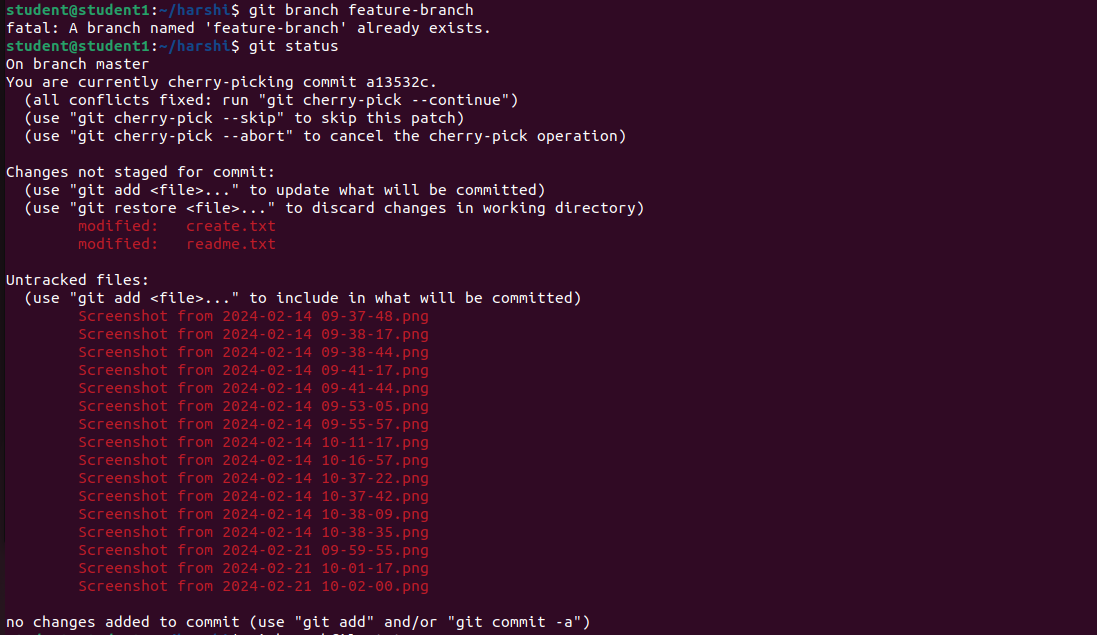 student@student1:~/harshi$ git branch feature-branch
fatal: A branch named 'feature-branch' already exists.
student@student1:~/harshi$ git status
On branch master
You are currently cherry-picking commit a13532c.
  (all conflicts fixed: run "git cherry-pick --continue")
  (use "git cherry-pick --skip" to skip this patch)
  (use "git cherry-pick --abort" to cancel the cherry-pick operation)

Changes not staged for commit:
  (use "git add <file>..." to update what will be committed)
  (use "git restore <file>..." to discard changes in working directory)
        modified:   create.txt
        modified:   readme.txt

Untracked files:
  (use "git add <file>..." to include in what will be committed)
        Screenshot from 2024-02-14 09-37-48.png
        Screenshot from 2024-02-14 09-38-17.png
        Screenshot from 2024-02-14 09-38-44.png
        Screenshot from 2024-02-14 09-41-17.png
        Screenshot from 2024-02-14 09-41-44.png
        Screenshot from 2024-02-14 09-53-05.png
        Screenshot from 2024-02-14 09-55-57.png
        Screenshot from 2024-02-14 10-11-17.png
        Screenshot from 2024-02-14 10-16-57.png
        Screenshot from 2024-02-14 10-37-22.png
        Screenshot from 2024-02-14 10-37-42.png
        Screenshot from 2024-02-14 10-38-09.png
        Screenshot from 2024-02-14 10-38-35.png
        Screenshot from 2024-02-21 09-59-55.png
        Screenshot from 2024-02-21 10-01-17.png
        Screenshot from 2024-02-21 10-02-00.png

no changes added to commit (use "git add" and/or "git commit -a")